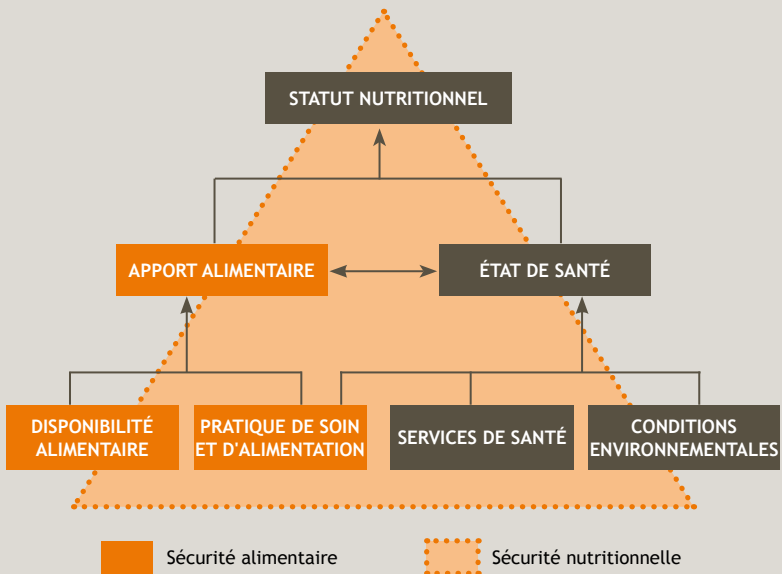 STATUT NUTRITIONNEL
APPORT ALIMENTAIRE
ÉTAT DE SANTÉ
DISPONIBILITÉ
ALIMENTAIRE
PRATIQUE DE SOIN
ET D'ALIMENTATION
SERVICES DE SANTÉ
CONDITIONS
ENVIRONNEMENTALES
Sécurité alimentaire
Sécurité nutritionnelle